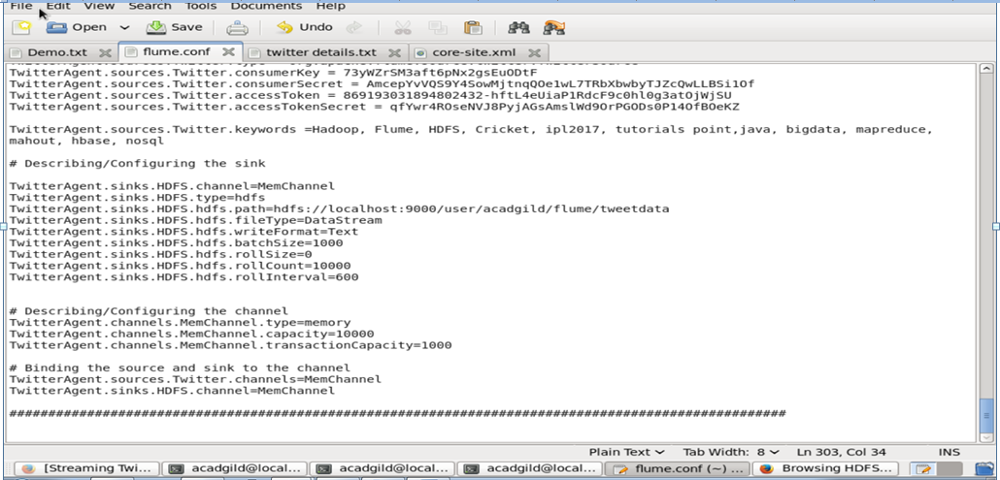 File Edit View Search Tools Documents Help
Open Save Undo
Demo.txt flume.conf twitter details.txt core-site.xml
TwitterAgent.sources.Twitter.consumerKey = 73yWZrSM3aft6pNx2gsEuODtF
TwitterAgent.sources.Twitter.consumerSecret = AmcepYvVQS9Y4SowMjtnqQOe1wL7TRbXbwbyTJZcQwLLBSi1Of
TwitterAgent.sources.Twitter.accessToken = 869193031894802432-hftL4eUiaP1RdcF9c0hl0g3atOjWjSU
TwitterAgent.sources.Twitter.accessTokenSecret = qfYwr4ROseNVJ8PyjAGsAmslWd9OrPGODs0P14OfBOeKZ
TwitterAgent.sources.Twitter.keywords =Hadoop, Flume, HDFS, Cricket, ipl2017, tutorials point,java, bigdata, mapreduce,
mahout, hbase, nosql
# Describing/Configuring the sink
TwitterAgent.sinks.HDFS.channel=MemChannel
TwitterAgent.sinks.HDFS.type=hdfs
TwitterAgent.sinks.HDFS.hdfs.path=hdfs://localhost:9000/user/acadgild/flume/tweetdata
TwitterAgent.sinks.HDFS.hdfs.fileType=DataStream
TwitterAgent.sinks.HDFS.hdfs.writeFormat=Text
TwitterAgent.sinks.HDFS.hdfs.batchSize=1000
TwitterAgent.sinks.HDFS.hdfs.rollSize=0
TwitterAgent.sinks.HDFS.hdfs.rollCount=10000
TwitterAgent.sinks.HDFS.hdfs.rollInterval=600
# Describing/Configuring the channel
TwitterAgent.channels.MemChannel.type=memory
TwitterAgent.channels.MemChannel.capacity=10000
TwitterAgent.channels.MemChannel.transactionCapacity=1000
# Binding the source and sink to the channel
TwitterAgent.sources.Twitter.channels=MemChannel
TwitterAgent.sinks.HDFS.channel=MemChannel
####################################################################################################
Plain Text Tab Width: 8 Ln 303, Col 34 INS
[Streaming Twi... acadgild@local... acadgild@local... acadgild@local... flume.conf (~) ... Browsing HDFS...